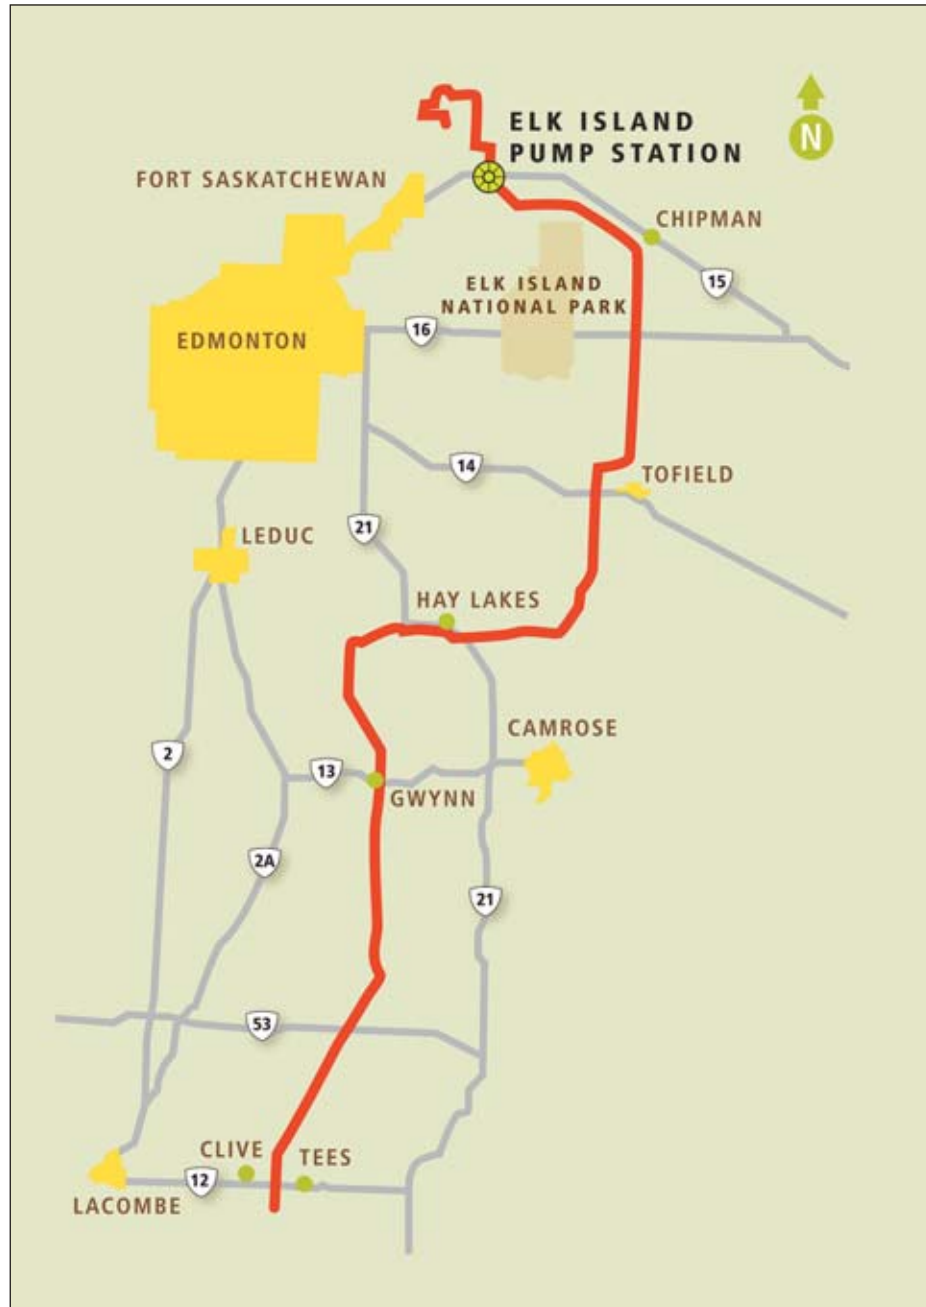 ELK ISLAND
PUMP STATION
N
FORT SASKATCHEWAN
CHIPMAN
15
ELK ISLAND
NATIONAL PARK
16
EDMONTON
14
TOFIELD
21
LEDUC
HAY LAKES
CAMROSE
2
13
GWYNN
2A
21
53
CLIVE
TEES
12
LACOMBE